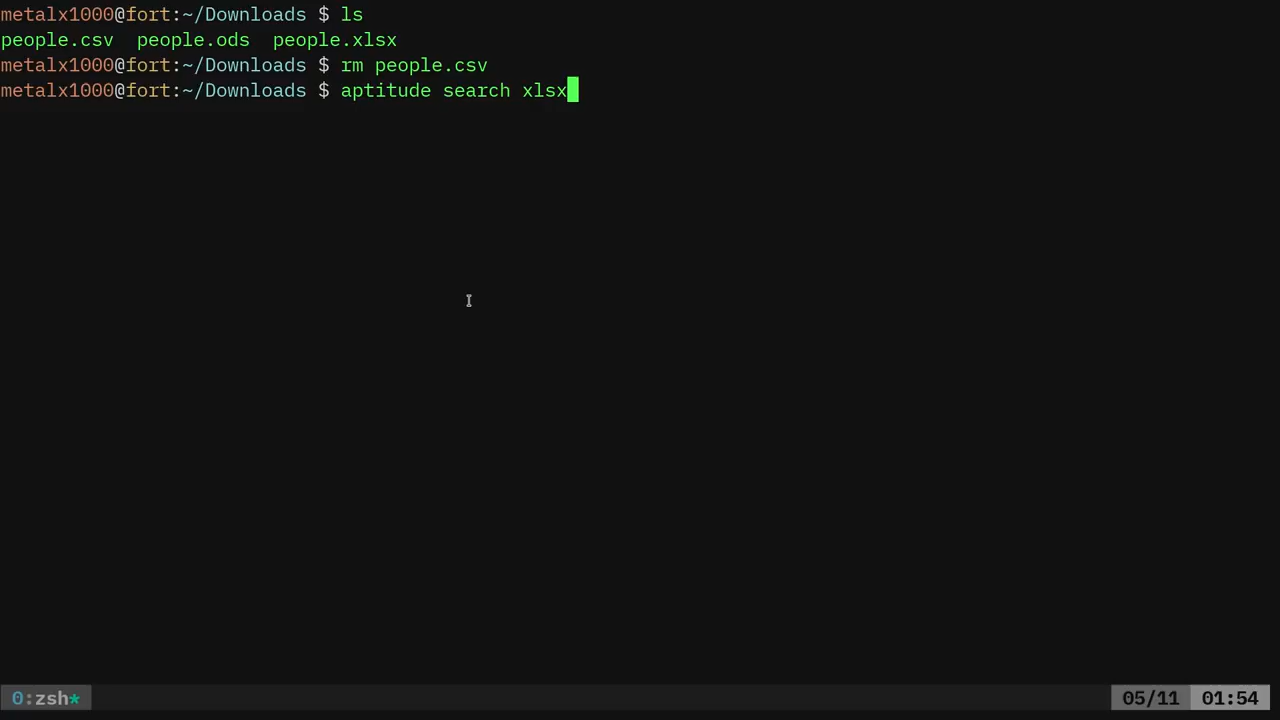 metalx1000@fort:~/Downloads $ ls
people.csv  people.ods  people.xlsx
metalx1000@fort:~/Downloads $ rm people.csv
metalx1000@fort:~/Downloads $ aptitude search xlsx
0:zsh* 05/11 01:54